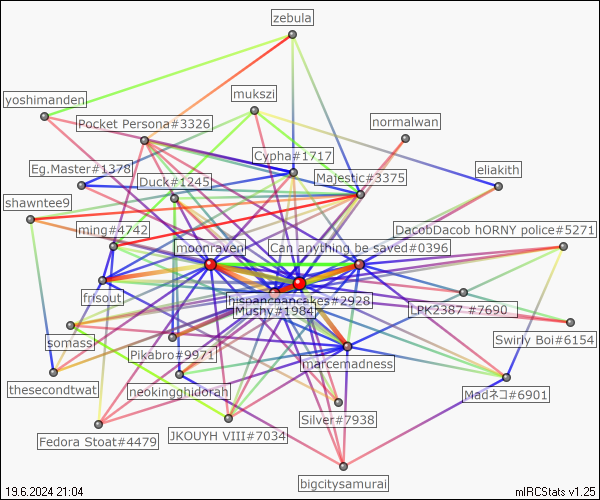 zebula
yoshimanden
mukszi
Pocket Persona#3326
normalwan
Cypha#1717
Eg.Master#1378
Duck#1245
Majestic#3375
eliakith
shawntee9
ming#4742
DacobDacob hORNY police#5271
moonraven
Can anything be saved#0396
frisout
hispancpancakes#2928
Mushy#1984
LPK2387 #7690
somass
Pikabro#9971
marcemadness
Swirly Boi#6154
thesecondtwat
neokingghidorah
Madネコ#6901
Silver#7938
Fedora Stoat#4479
JKOUYH VIII#7034
bigcitysamurai
19.6.2024 21:04
mIRCStats v1.25